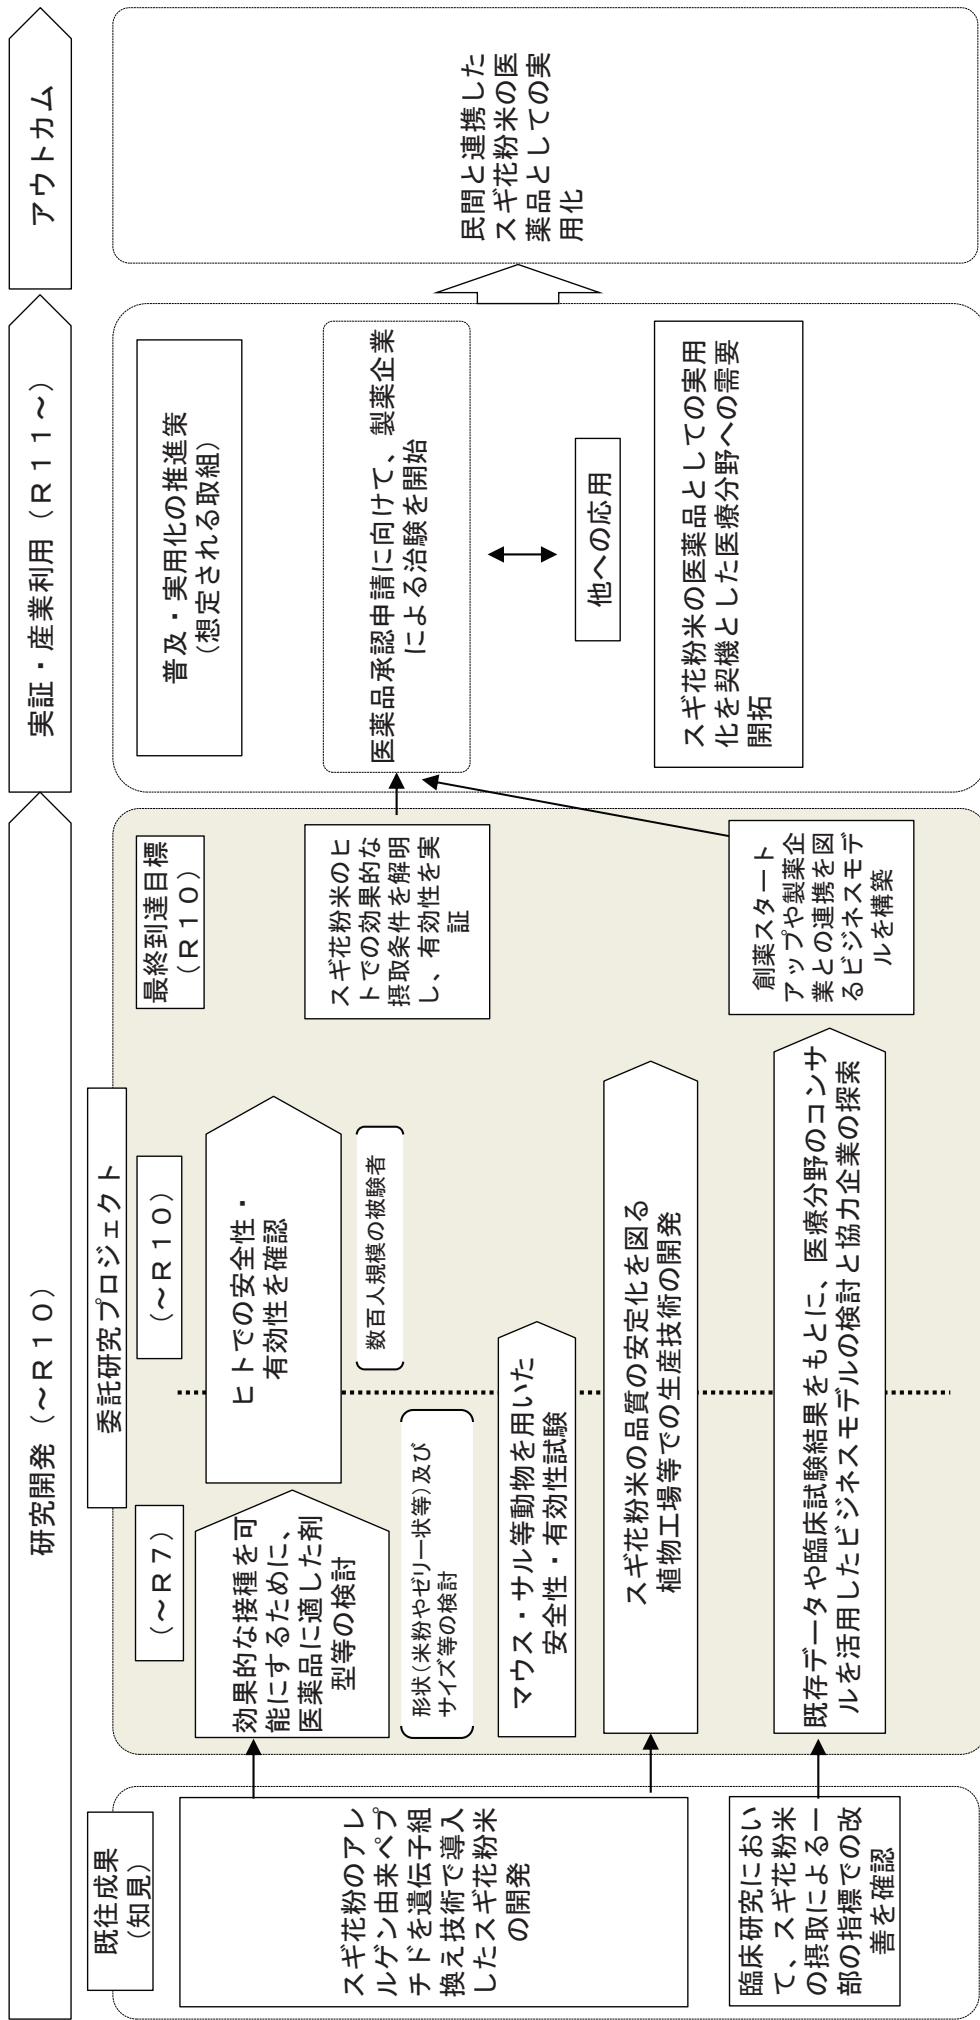 研究開発（～R10）
実証・産業利用（R11～）
アウトカム
既往成果
（知見）
スギ花粉のアレ
ルゲン由来ペプ
チドを遺伝子組
換え技術で導入
したスギ花粉米
の開発
臨床研究におい
て、スギ花粉米
の摂取による一
部の指標での改
善を確認
委託研究プロジェクト
（～R7）
（～R10）
効果的な接種を可
能にするために、
医薬品に適した剤
型等の検討
形状（米粉やゼリー状等）及び
サイズ等の検討
ヒトでの安全性・
有効性を確認
数百人規模の被験者
マウス・サル等動物を用いた
安全性・有効性試験
スギ花粉米の品質の安定化を図る
植物工場等での生産技術の開発
既存データや臨床試験結果をもとに、医療分野のコンサ
ルを活用したビジネスモデルの検討と協力企業の探索
最終到達目標
（R10）
スギ花粉米のヒ
トでの効果的な
摂取条件を解明
し、有効性を実
証
創薬スタート
アップや製薬企
業との連携を図
るビジネスモデ
ルを構築
普及・実用化の推進策
（想定される取組）
医薬品承認申請に向けて、製薬企業
による治験を開始
他への応用
スギ花粉米の医薬品としての実用
化を契機とした医療分野への需要
開拓
民間と連携した
スギ花粉米の医
薬品としての実
用化